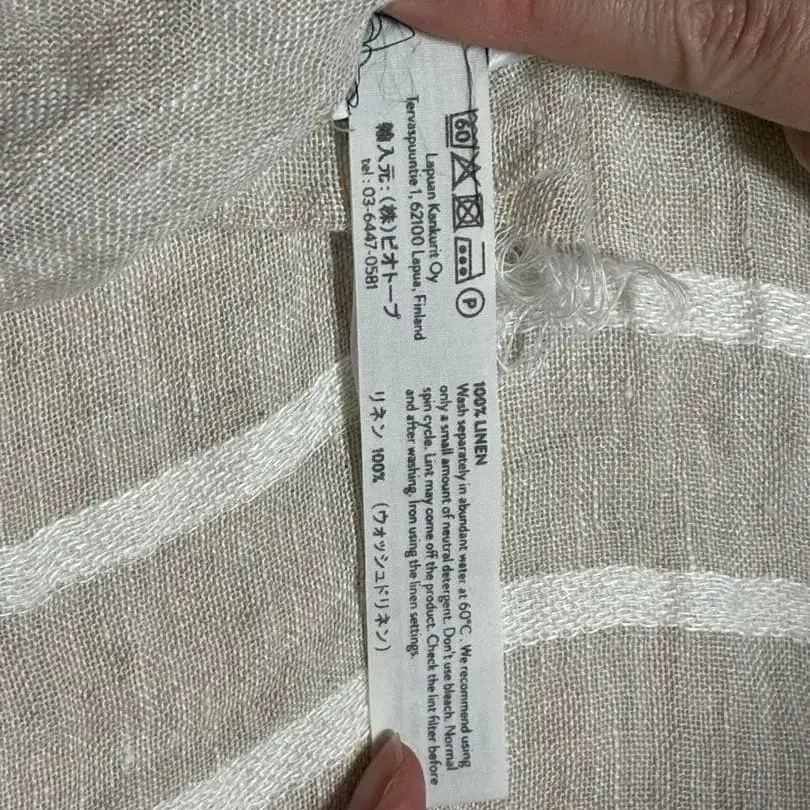 60 P
Lapuan Kankurit Oy
Tervaspuuntie 1, 62100 Lapua, Finland
輸入元：(株)ビオトープ
tel : 03-6447-0581
100% LINEN
Wash separately in abundant water at 60°C . We recommend using
only a small amount of neutral detergent. Don't use bleach. Normal
spin cycle. Lint may come off the product. Check the lint filter before
and after washing. Iron using the linen settings.
リネン 100% (ウォッシュドリネン)